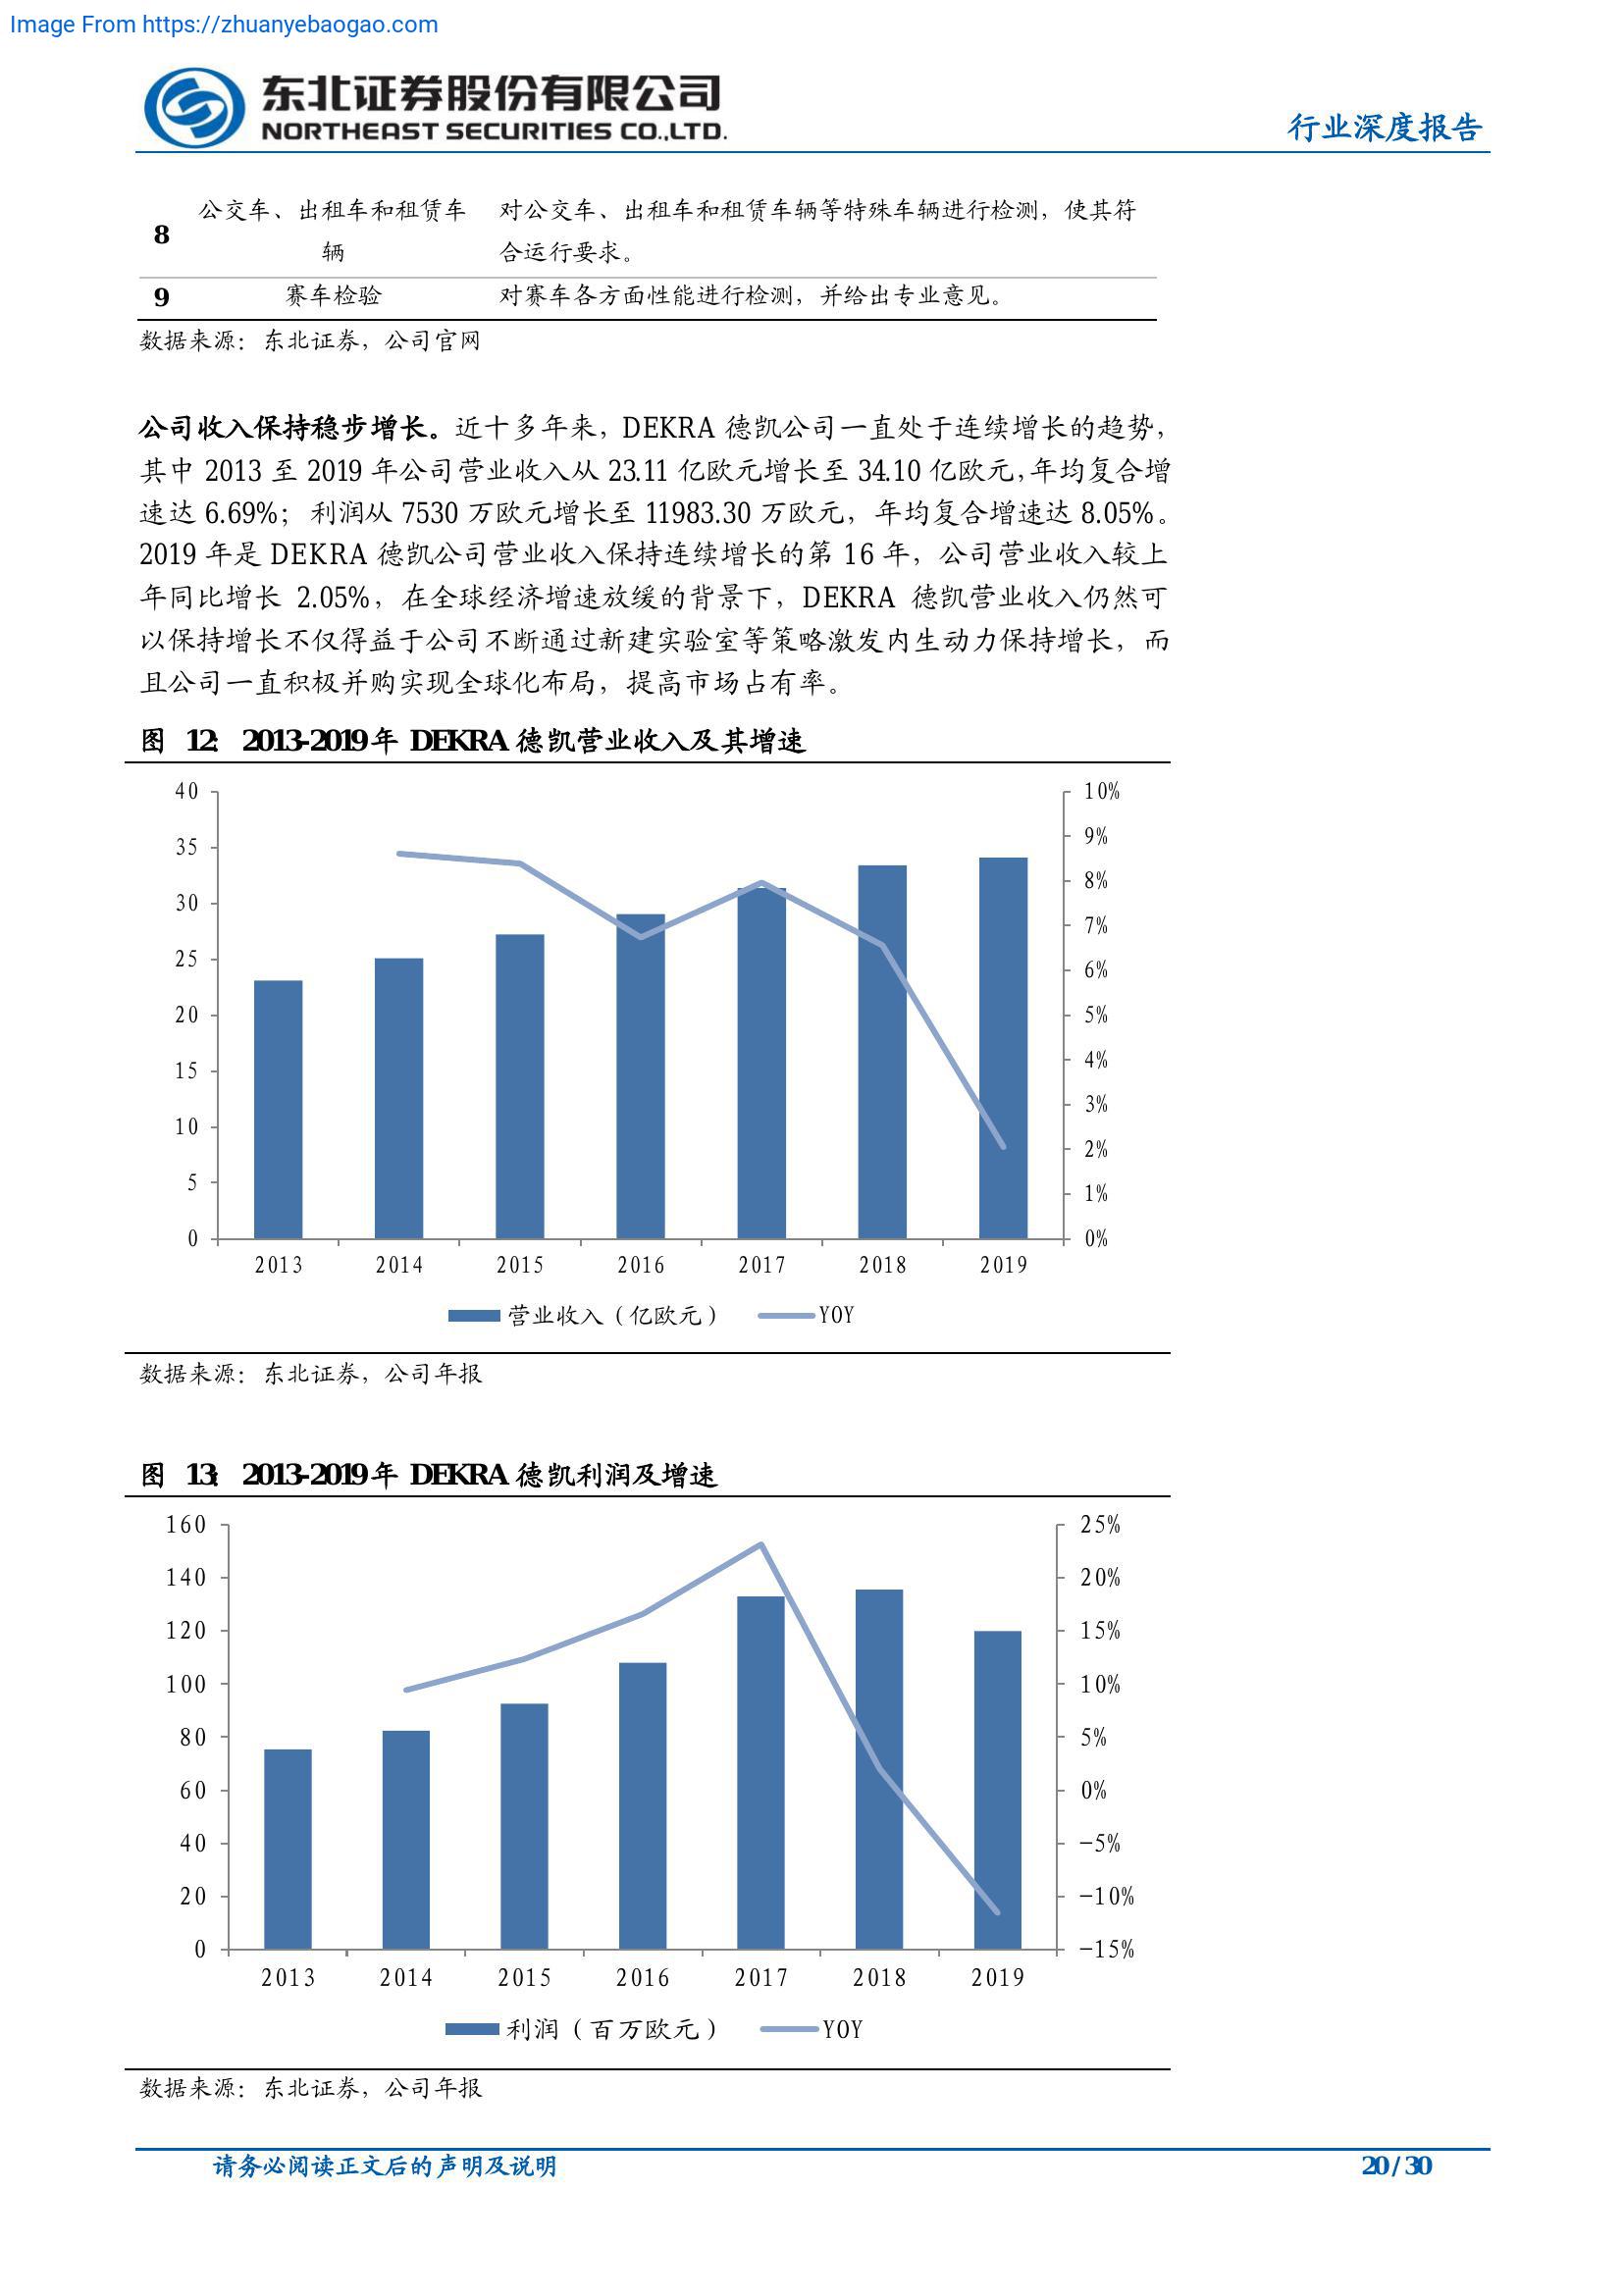 Image From https://zhuanyebaogao.com
东北证券股份有限公司
NORTHEAST SECURITIES CO.,LTD.
行业深度报告
8 公交车、出租车和租赁车辆 对公交车、出租车和租赁车辆等特殊车辆进行检测，使其符
合运行要求。
9 赛车检验 对赛车各方面性能进行检测，并给出专业意见。
数据来源：东北证券，公司官网
公司收入保持稳步增长。近十多年来，DEKRA 德凯公司一直处于连续增长的趋势，
其中 2013 至 2019 年公司营业收入从 23.11 亿欧元增长至 34.10 亿欧元，年均复合增
速达 6.69%；利润从 7530 万欧元增长至 11983.30 万欧元，年均复合增速达 8.05%。
2019 年是 DEKRA 德凯公司营业收入保持连续增长的第 16 年，公司营业收入较上
年同比增长 2.05%，在全球经济增速放缓的背景下，DEKRA 德凯营业收入仍然可
以保持增长不仅得益于公司不断通过新建实验室等策略激发内生动力保持增长，而
且公司一直积极并购实现全球化布局，提高市场占有率。
图 12: 2013-2019 年 DEKRA 德凯营业收入及其增速
40 10%
9%
35
8%
30
7%
25 6%
20 5%
4%
15
3%
10
2%
5
1%
0 0%
2013 2014 2015 2016 2017 2018 2019
营业收入（亿欧元） YOY
数据来源：东北证券，公司年报
图 13: 2013-2019 年 DEKRA 德凯利润及增速
160 25%
140 20%
120 15%
100 10%
80 5%
60 0%
40 -5%
20 -10%
0 -15%
2013 2014 2015 2016 2017 2018 2019
利润（百万欧元） YOY
数据来源：东北证券，公司年报
请务必阅读正文后的声明及说明 20 / 30